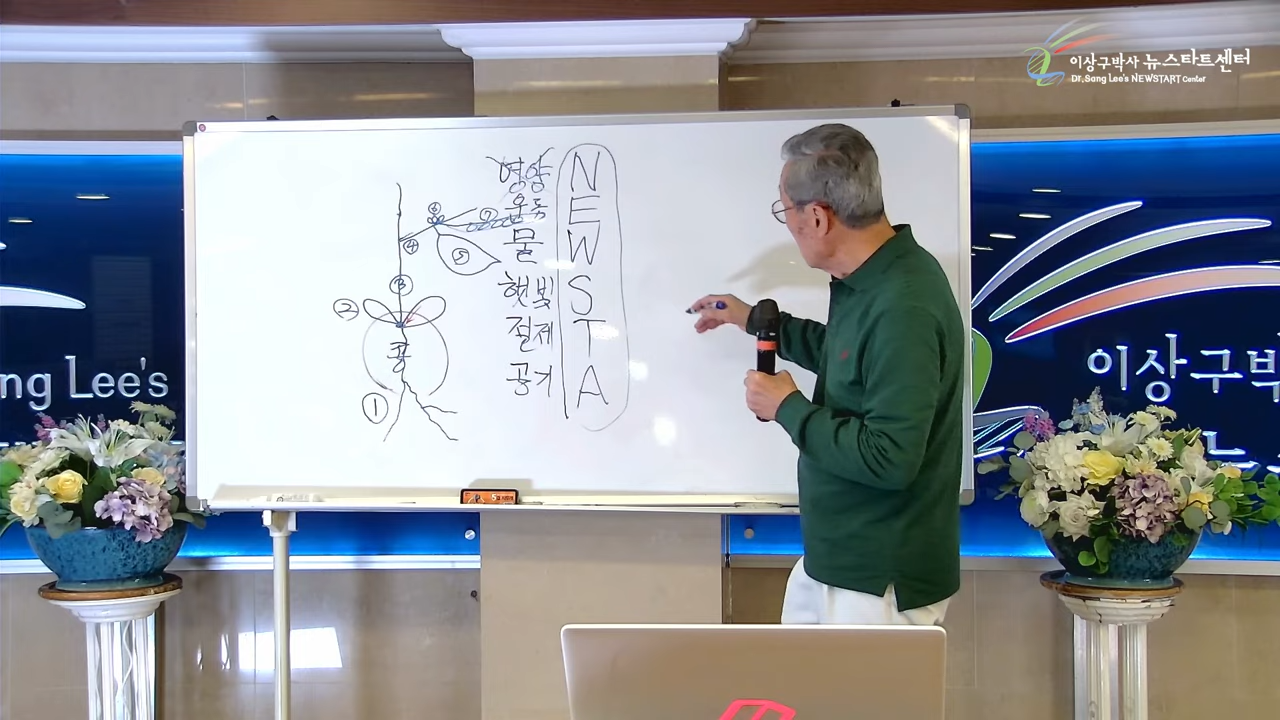 이상구박사 뉴스타트센터
Dr. Sang Lee's NEWSTART Center
영양 N
운동 E
물 W
햇빛 S
절제 T
공기 A
⑦
④
⑤
③
②
콩
①
ng Lee's
이상구박